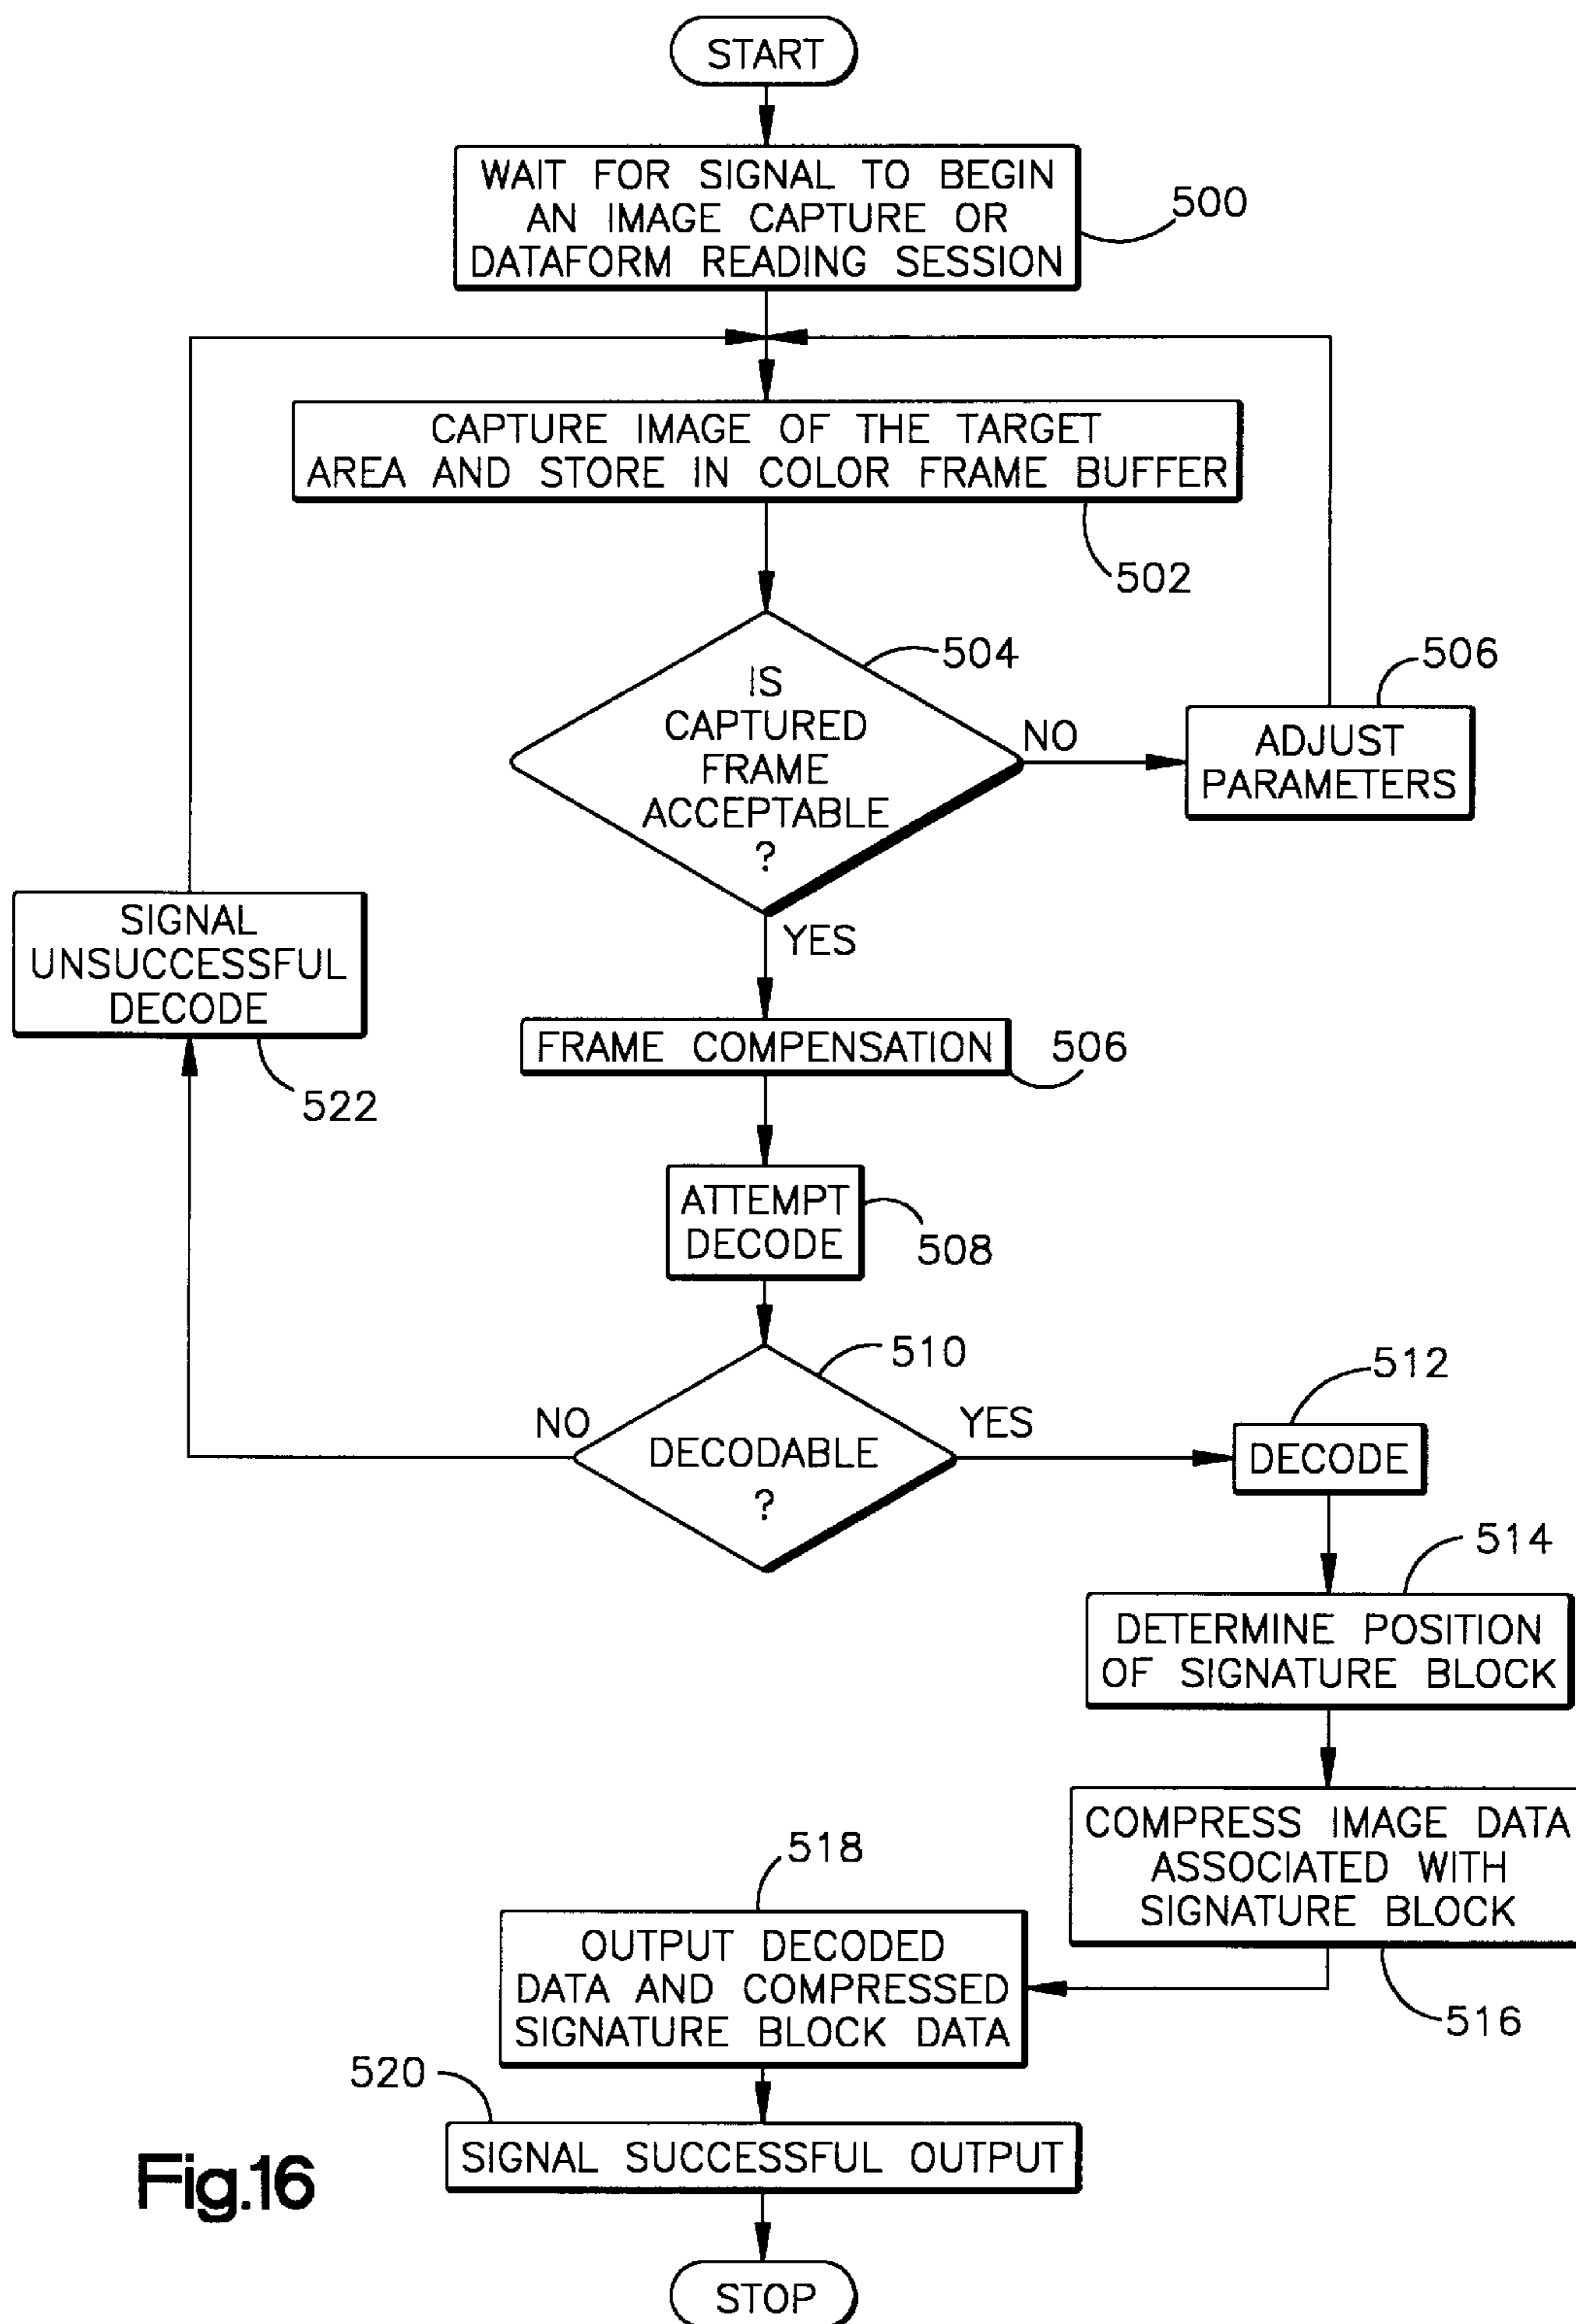 START
WAIT FOR SIGNAL TO BEGIN
AN IMAGE CAPTURE OR
DATAFORM READING SESSION
500
CAPTURE IMAGE OF THE TARGET
AREA AND STORE IN COLOR FRAME BUFFER
502
IS
CAPTURED
FRAME
ACCEPTABLE
?
504
NO
506
ADJUST
PARAMETERS
YES
SIGNAL
UNSUCCESSFUL
DECODE
522
FRAME COMPENSATION
506
ATTEMPT
DECODE
508
510
NO
DECODABLE
?
YES
512
DECODE
514
DETERMINE POSITION
OF SIGNATURE BLOCK
COMPRESS IMAGE DATA
ASSOCIATED WITH
SIGNATURE BLOCK
516
518
OUTPUT DECODED
DATA AND COMPRESSED
SIGNATURE BLOCK DATA
520
SIGNAL SUCCESSFUL OUTPUT
Fig.16
STOP